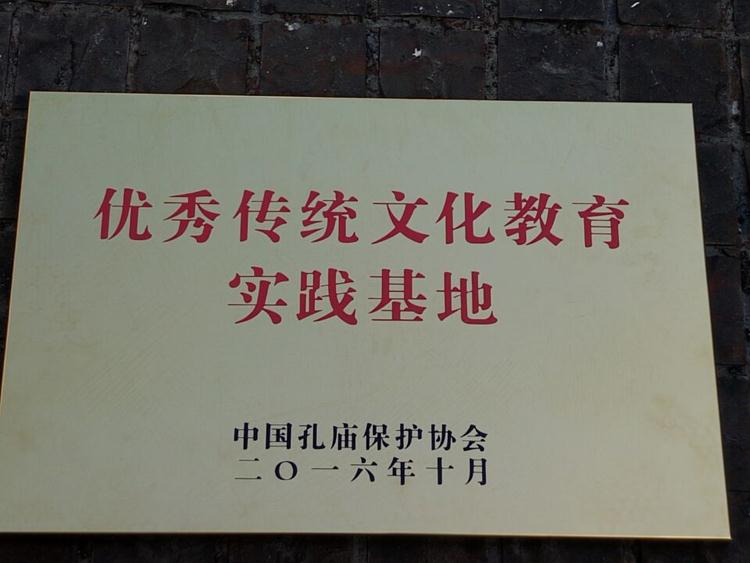 优秀传统文化教育
实践基地
中国孔庙保护协会
二〇一六年十月